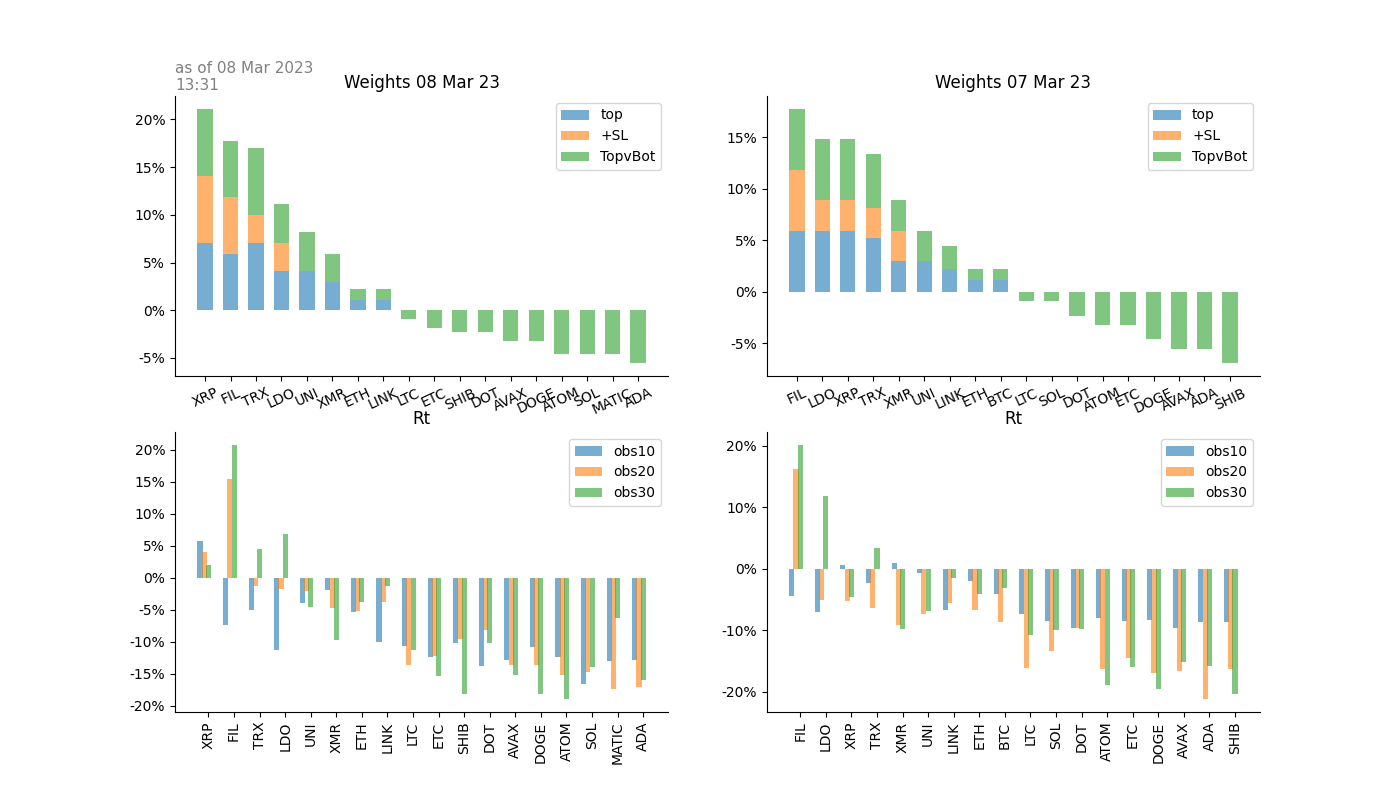 as of 08 Mar 2023
13:31
Weights 08 Mar 23
20%
15%
10%
5%
0%
-5%
top
+SL
TopvBot
XRP FIL TRX LDO UNI XMR ETH LINK LTC ETC SHIB DOT AVAX DOGE ATOM SOL MATIC ADA
Weights 07 Mar 23
15%
10%
5%
0%
-5%
top
+SL
TopvBot
FIL LDO XRP TRX XMR UNI LINK ETH BTC LTC SOL DOT ATOM ETC DOGE AVAX ADA SHIB
Rt
20%
15%
10%
5%
0%
-5%
-10%
-15%
-20%
obs10
obs20
obs30
XRP FIL TRX LDO UNI XMR ETH LINK LTC ETC SHIB DOT AVAX DOGE ATOM SOL MATIC ADA
Rt
20%
10%
0%
-10%
-20%
obs10
obs20
obs30
FIL LDO XRP TRX XMR UNI LINK ETH BTC LTC SOL DOT ATOM ETC DOGE AVAX ADA SHIB